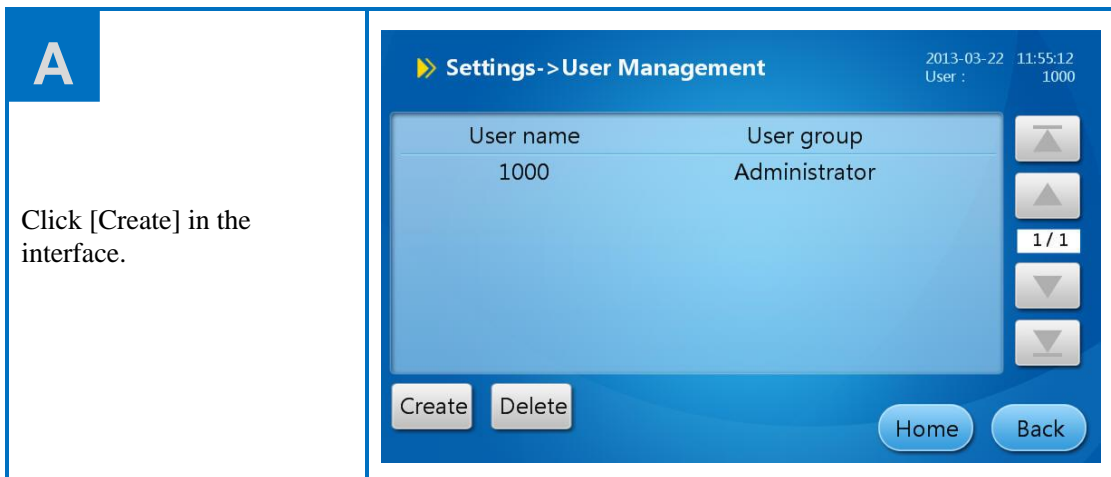 A
Click [Create] in the
interface.
Settings->User Management
2013-03-22 11:55:12
User : 1000
User name User group
1000 Administrator
1 / 1
Create Delete
Home Back